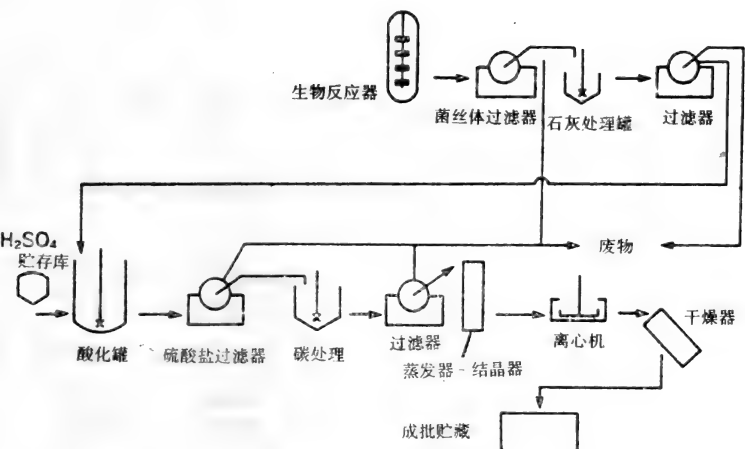 生物反应器
菌丝体过滤器
石灰处理罐
过滤器
H₂SO₄
贮存库
废物
酸化罐
硫酸盐过滤器
碳处理
过滤器
蒸发器-结晶器
离心机
干燥器
成批贮藏